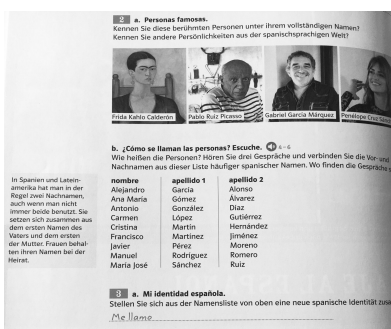 2 a. Personas famosas.
Kennen Sie diese berühmten Personen unter ihrem vollständigen Namen?
Kennen Sie andere Persönlichkeiten aus der spanischsprachigen Welt?
Frida Kahlo Calderón
Pablo Ruiz Picasso
Gabriel García Márquez
Penélope Cruz
b. ¿Cómo se llaman las personas? Escuche. 4-6
Wie heißen die Personen? Hören Sie drei Gespräche und verbinden Sie die Vor- und
Nachnamen aus dieser Liste häufiger spanischer Namen. Wo finden die Gespräche
In Spanien und Latein-
amerika hat man in der
Regel zwei Nachnamen,
auch wenn man nicht
immer beide benutzt. Sie
setzen sich zusammen aus
dem ersten Namen des
Vaters und dem ersten
der Mutter. Frauen behal-
ten ihren Namen bei der
Heirat.
nombre apellido 1 apellido 2
Alejandro García Alonso
Ana María Gómez Álvarez
Antonio González Díaz
Carmen López Gutiérrez
Cristina Martín Hernández
Francisco Martínez Jiménez
Javier Pérez Moreno
Manuel Rodríguez Romero
María José Sánchez Ruiz
3 a. Mi identidad española.
Stellen Sie sich aus der Namensliste von oben eine neue spanische Identität
Me llamo